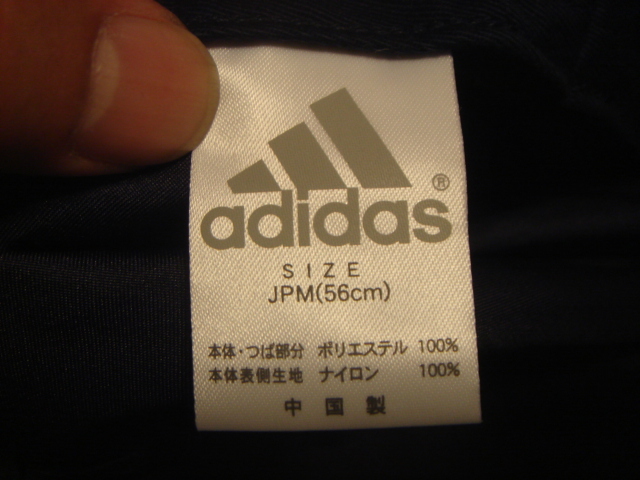 adidas®
SIZE
JPM(56cm)
本体・つば部分 ポリエステル 100%
本体表側生地 ナイロン 100%
中国製